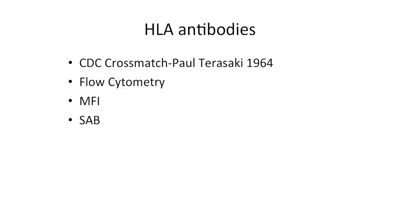 HLA antibodies
• CDC Crossmatch-Paul Terasaki 1964
• Flow Cytometry
• MFI
• SAB